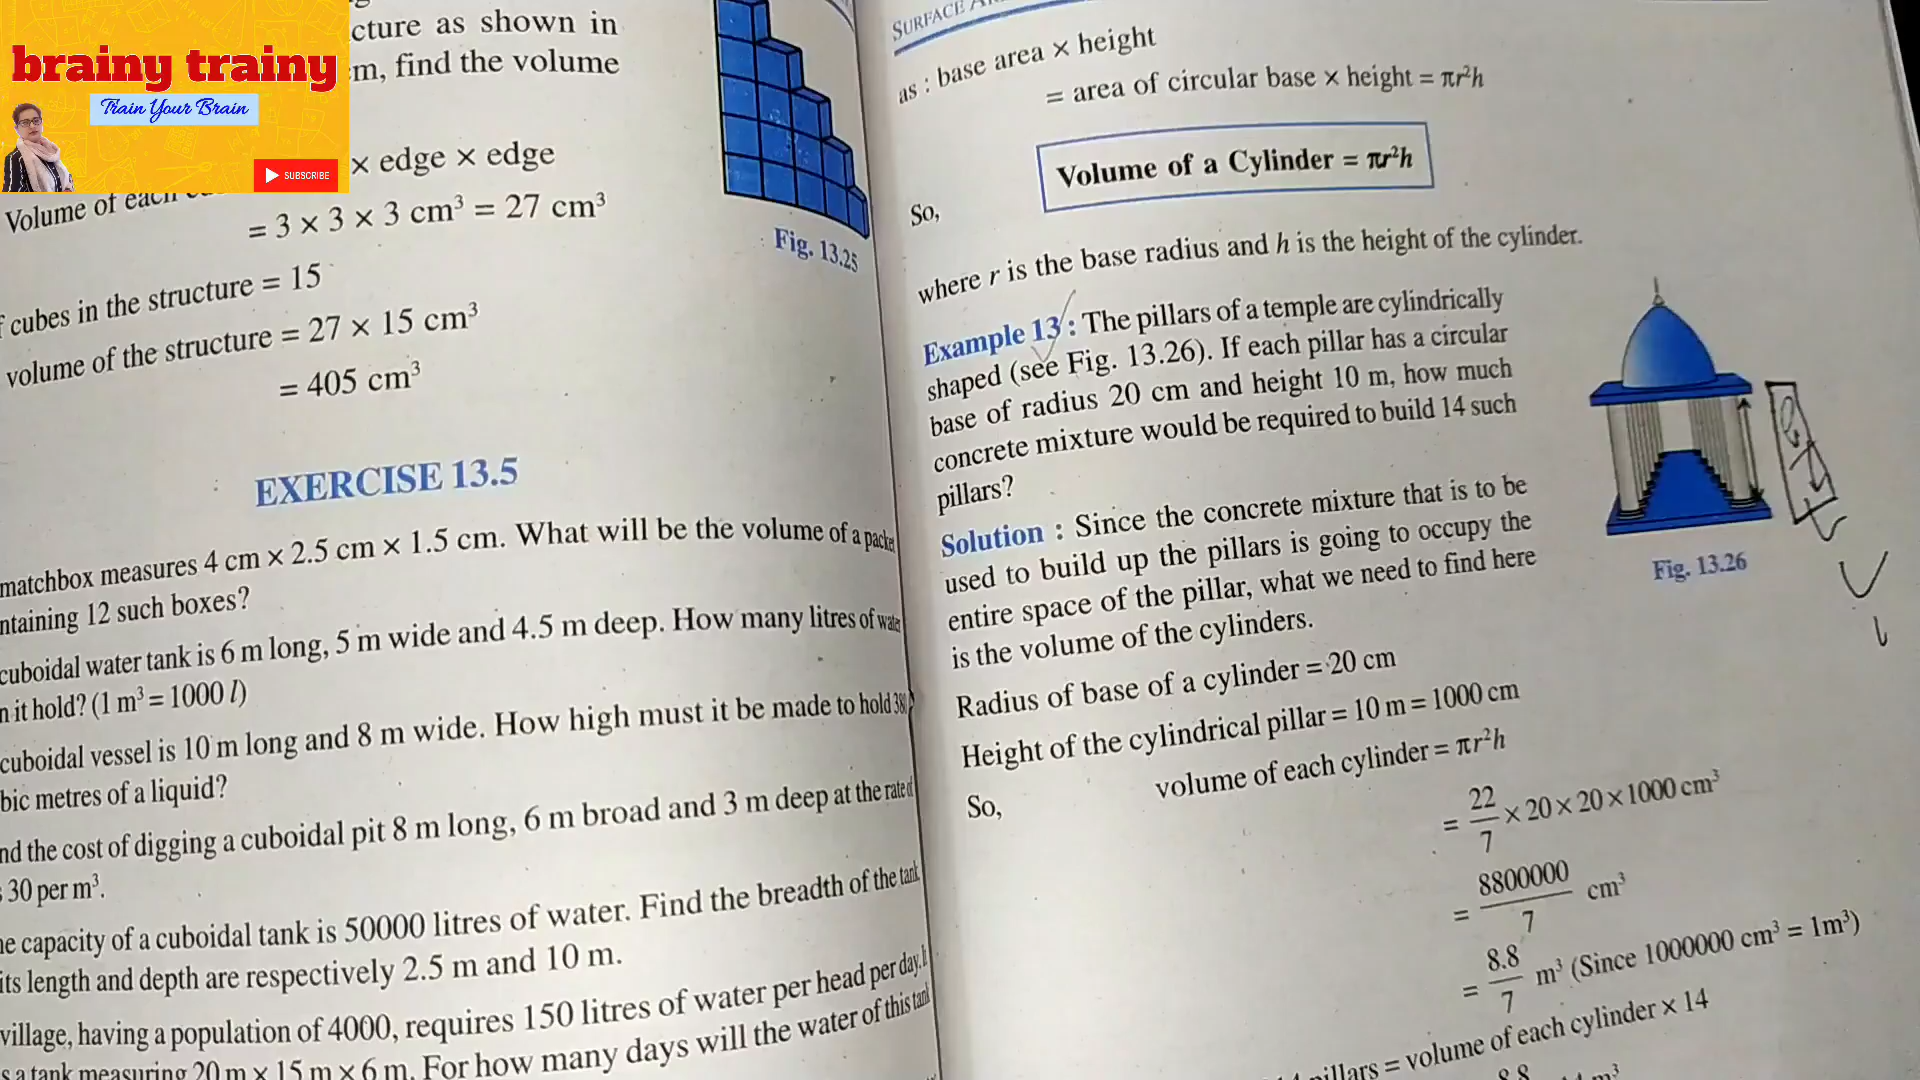 brainy trainy
Train Your Brain
SUBSCRIBE
cture as shown in
m, find the volume
× edge × edge
Volume of each
= 3 × 3 × 3 cm³ = 27 cm³
cubes in the structure = 15
volume of the structure = 27 × 15 cm³
= 405 cm³
Fig. 13.25
EXERCISE 13.5
matchbox measures 4 cm × 2.5 cm × 1.5 cm. What will be the volume of a packet
ntaining 12 such boxes?
cuboidal water tank is 6 m long, 5 m wide and 4.5 m deep. How many litres of water
n it hold? (1 m³ = 1000 l)
cuboidal vessel is 10 m long and 8 m wide. How high must it be made to hold 380
bic metres of a liquid?
nd the cost of digging a cuboidal pit 8 m long, 6 m broad and 3 m deep at the rate of
30 per m³.
he capacity of a cuboidal tank is 50000 litres of water. Find the breadth of the tank
its length and depth are respectively 2.5 m and 10 m.
village, having a population of 4000, requires 150 litres of water per head per day. I
s a tank measuring 20 m × 15 m × 6 m. For how many days will the water of this tank
SURFACE
as : base area × height
= area of circular base × height = πr²h
Volume of a Cylinder = πr²h
So,
where r is the base radius and h is the height of the cylinder.
Example 13 : The pillars of a temple are cylindrically
shaped (see Fig. 13.26). If each pillar has a circular
base of radius 20 cm and height 10 m, how much
concrete mixture would be required to build 14 such
pillars?
Solution : Since the concrete mixture that is to be
used to build up the pillars is going to occupy the
entire space of the pillar, what we need to find here
is the volume of the cylinders.
Fig. 13.26
Radius of base of a cylinder = 20 cm
Height of the cylindrical pillar = 10 m = 1000 cm
So, volume of each cylinder = πr²h
= 22/7 × 20 × 20 × 1000 cm³
= 8800000/7 cm³
= 8.8/7 m³ (Since 1000000 cm³ = 1m³)
pillars = volume of each cylinder × 14
8.8